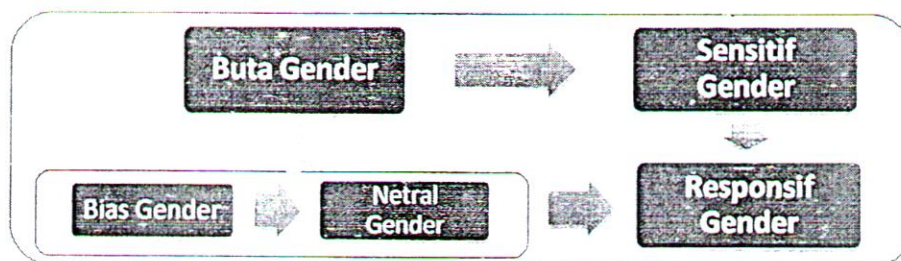 Buta Gender
Sensitif
Gender
Bias Gender
Netral
Gender
Responsif
Gender